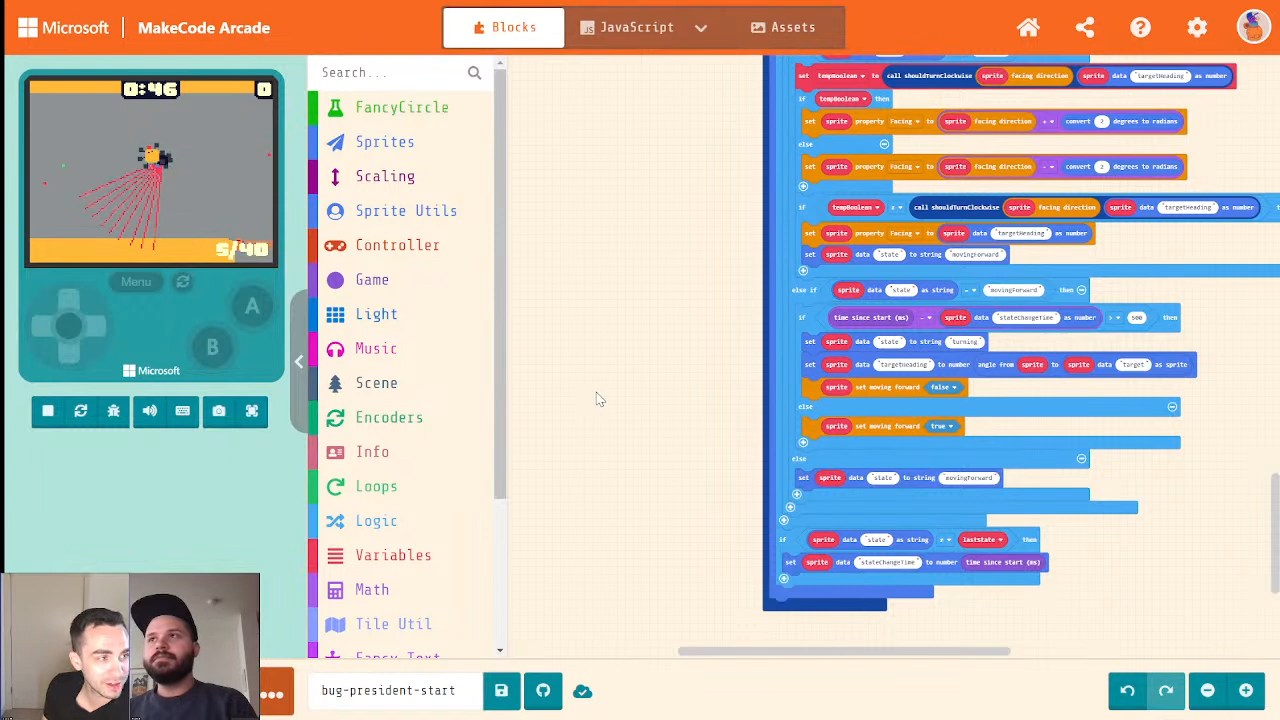 Microsoft | MakeCode Arcade
Blocks
JavaScript
Assets
0:46
0
5/40
Menu
A
B
Microsoft
Search...
FancyCircle
Sprites
Scaling
Sprite Utils
Controller
Game
Light
Music
Scene
Encoders
Info
Loops
Logic
Variables
Math
Tile Util
Fancy Text
set tempBoolean to call shouldTurnClockwise sprite facing direction sprite data "targetHeading" as number
if tempBoolean then
set sprite property Facing to sprite facing direction + convert 2 degrees to radians
else
set sprite property Facing to sprite facing direction - convert 2 degrees to radians
if tempBoolean ≠ call shouldTurnClockwise sprite facing direction sprite data "targetHeading" as number
set sprite property Facing to sprite data "targetHeading" as number
set sprite data "state" to string "movingForward"
else if sprite data "state" as string = "movingForward" then
if time since start (ms) - sprite data "stateChangeTime" as number > 500 then
set sprite data "state" to string "turning"
set sprite data "targetHeading" to number angle from sprite to sprite data "target" as sprite
sprite set moving forward false
else
sprite set moving forward true
else
set sprite data "state" to string "movingForward"
if sprite data "state" as string ≠ lastState then
set sprite data "stateChangeTime" to number time since start (ms)
bug-president-start